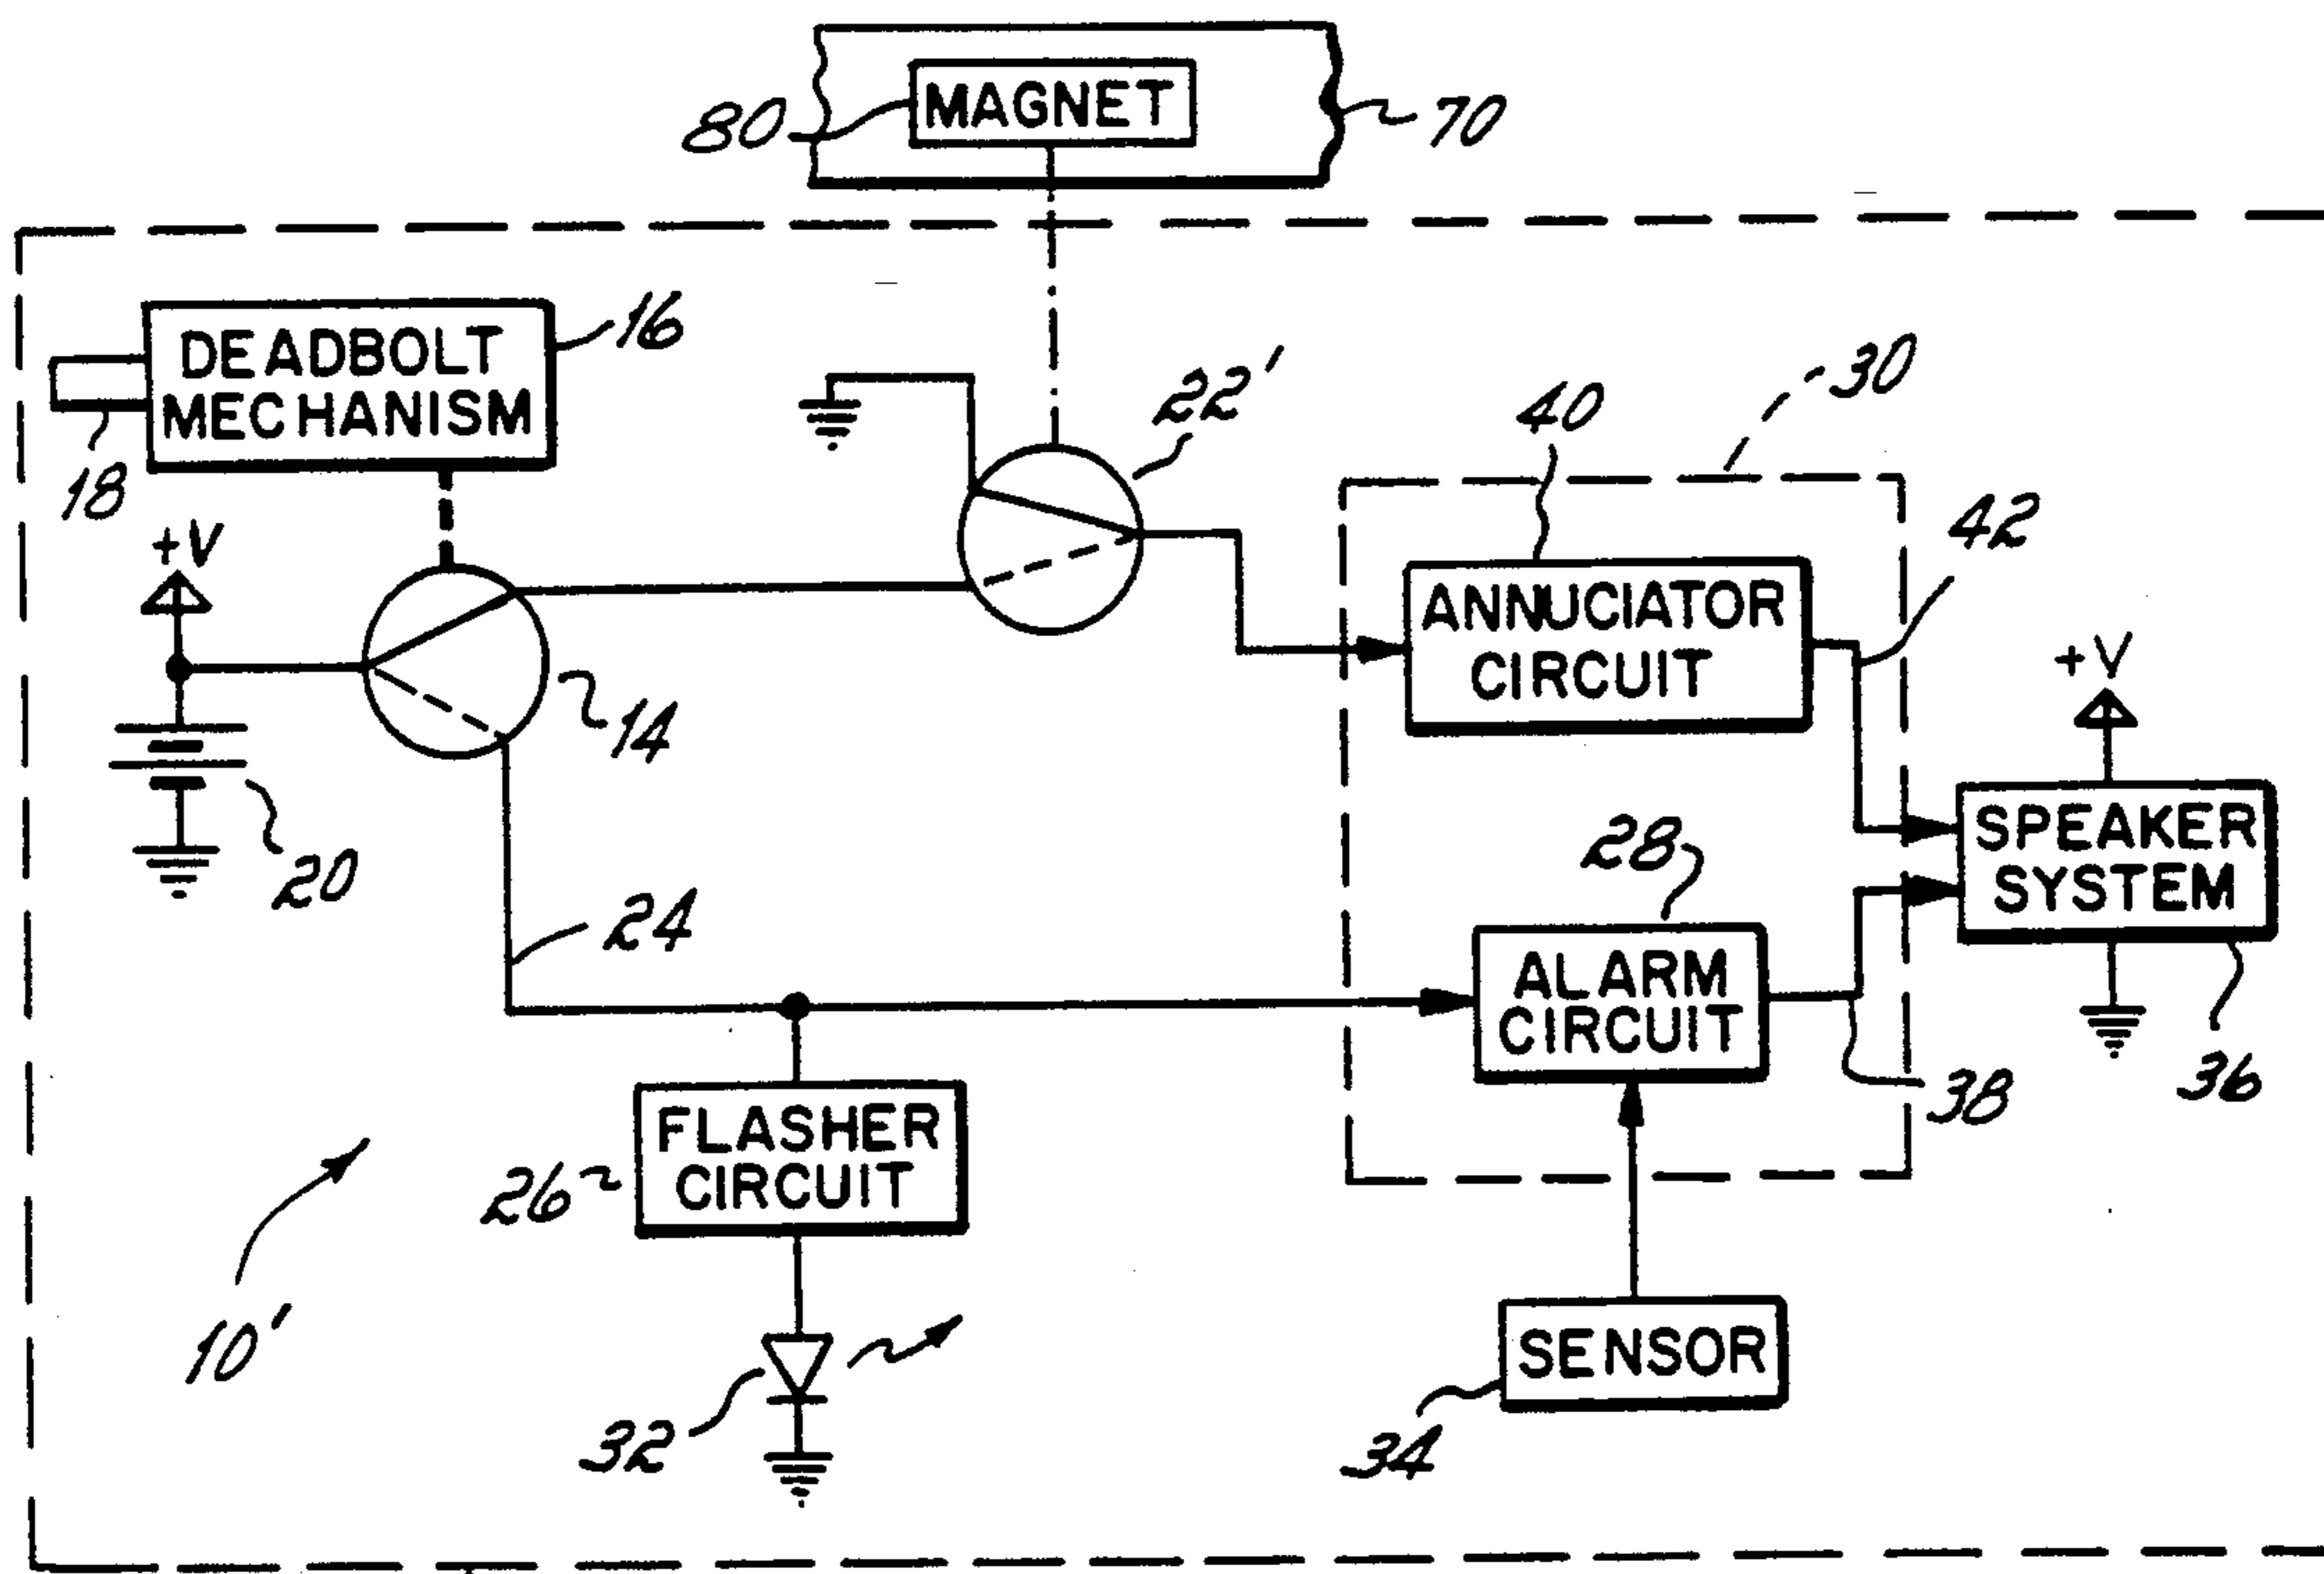 80
MAGNET
70
DEADBOLT
MECHANISM
16
18
+V
14
20
22'
30
40
42
ANNUCIATOR
CIRCUIT
+V
SPEAKER
SYSTEM
36
28
ALARM
CIRCUIT
38
24
FLASHER
CIRCUIT
26
10'
32
SENSOR
34